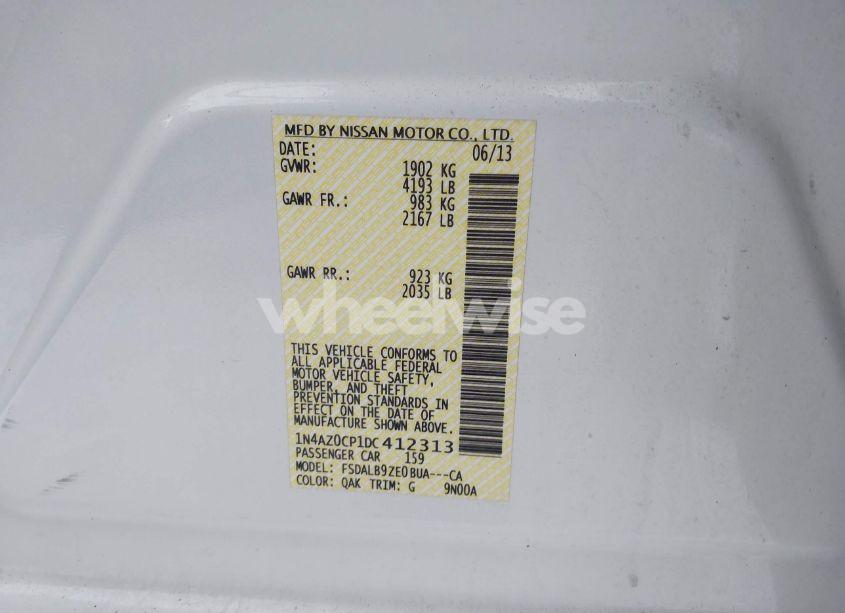 MFD BY NISSAN MOTOR CO., LTD.
DATE: 06/13
GVWR: 1902 KG
4193 LB
GAWR FR.: 983 KG
2167 LB
GAWR RR.: 923 KG
2035 LB
wheelwise
THIS VEHICLE CONFORMS TO
ALL APPLICABLE FEDERAL
MOTOR VEHICLE SAFETY,
BUMPER, AND THEFT
PREVENTION STANDARDS IN
EFFECT ON THE DATE OF
MANUFACTURE SHOWN ABOVE.
1N4AZ0CP1DC412313
PASSENGER CAR 159
MODEL: FSDALB9ZE0BUA---CA
COLOR: QAK TRIM: G 9N00A